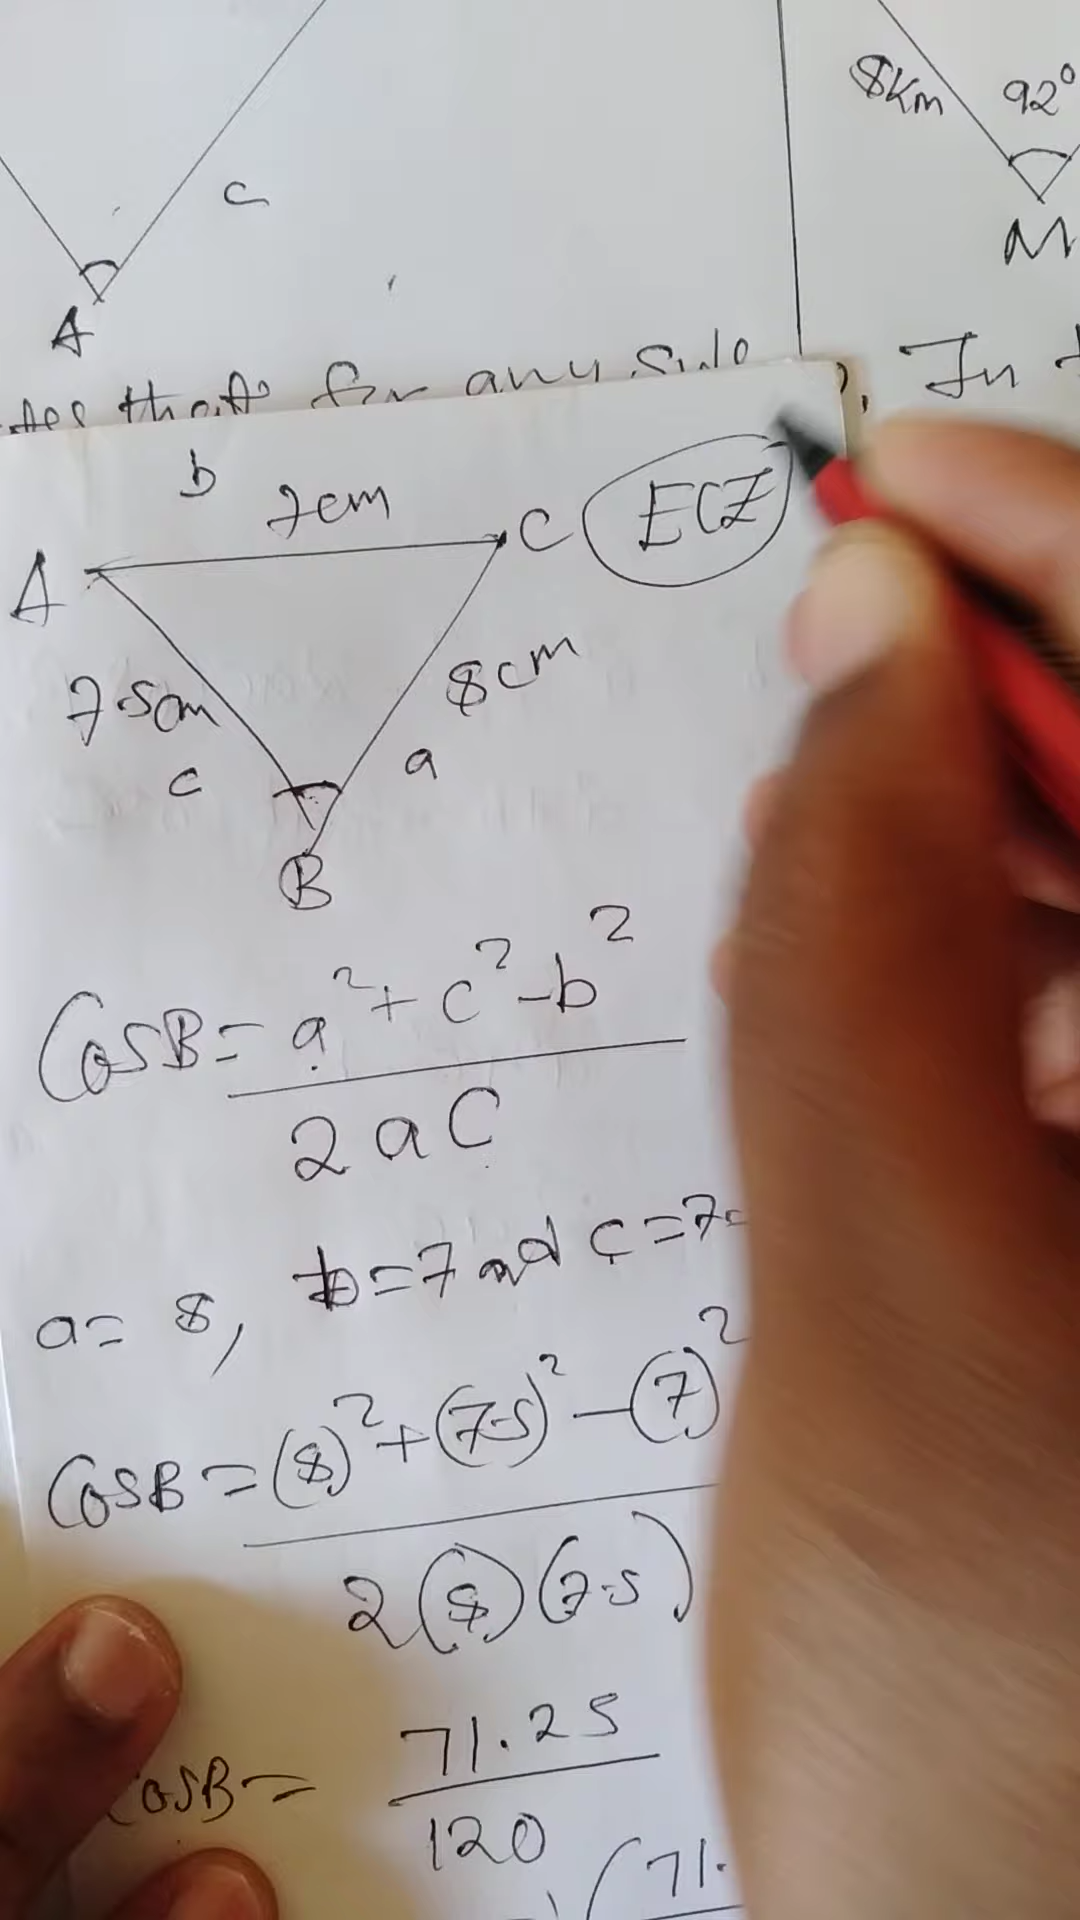 8km 92°
c
M
A
that for any side
, In
b
7cm
A C ECZ
7.5cm 8cm
c a
B
CosB = a² + c² - b²
2ac
a = 8, b = 7 and c = 7.
CosB = (8)² + (7.5)² - (7)²
2(8)(7.5)
CosB = 71.25
120
(71.